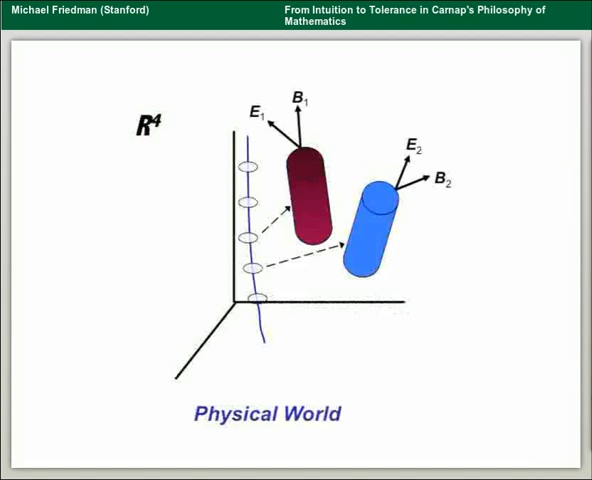 Michael Friedman (Stanford)
From Intuition to Tolerance in Carnap's Philosophy of
Mathematics
R4
E1
B1
E2
B2
Physical World